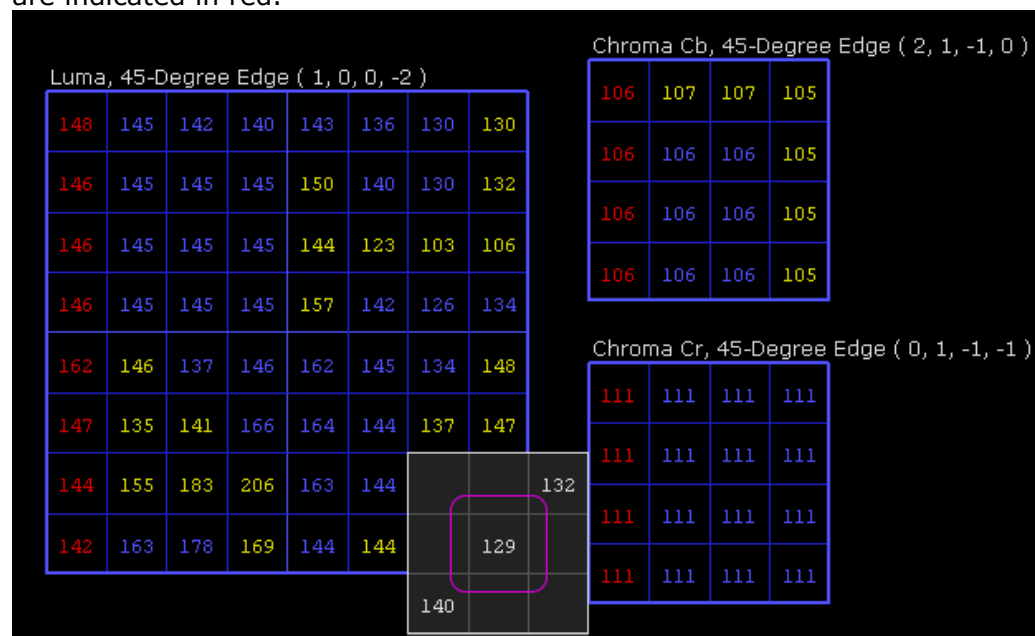 are indicated in red.
Luma, 45-Degree Edge ( 1, 0, 0, -2 )
148 145 142 140 143 136 130 130
146 145 145 145 150 140 130 132
146 145 145 145 144 123 103 106
146 145 145 145 157 142 126 134
162 146 137 146 162 145 134 148
147 135 141 166 164 144 137 147
144 155 183 206 163 144
142 163 178 169 144 144
132
129
140
Chroma Cb, 45-Degree Edge ( 2, 1, -1, 0 )
106 107 107 105
106 106 106 105
106 106 106 105
106 106 106 105
Chroma Cr, 45-Degree Edge ( 0, 1, -1, -1 )
111 111 111 111
111 111 111 111
111 111 111 111
111 111 111 111